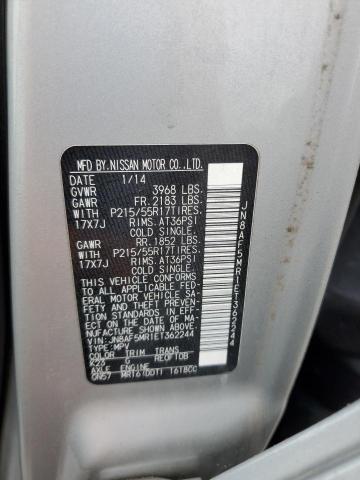 MFD BY.NISSAN MOTOR CO.,LTD.
DATE 1/14
GVWR 3968 LBS.
GAWR FR.2183 LBS.
WITH P215/55R17TIRES.
17X7J RIMS.AT36PSI
COLD SINGLE.
GAWR RR.1852 LBS.
WITH P215/55R17TIRES.
17X7J RIMS.AT36PSI
COLD SINGLE.
THIS VEHICLE CONFORMS
TO ALL APPLICABLE FED-
ERAL MOTOR VEHICLE SA-
FETY AND THEFT PREVEN-
TION STANDARDS IN EFF-
ECT ON THE DATE OF MA-
NUFACTURE SHOWN ABOVE.
VIN:JN8AF5MR1ET362244
TYPE:MPV
COLOR TRIM TRANS
K23 G RE0F10B
AXLE ENGINE
GN57 MR16(DDT) 1618CC
JN8AF5MR1ET362244